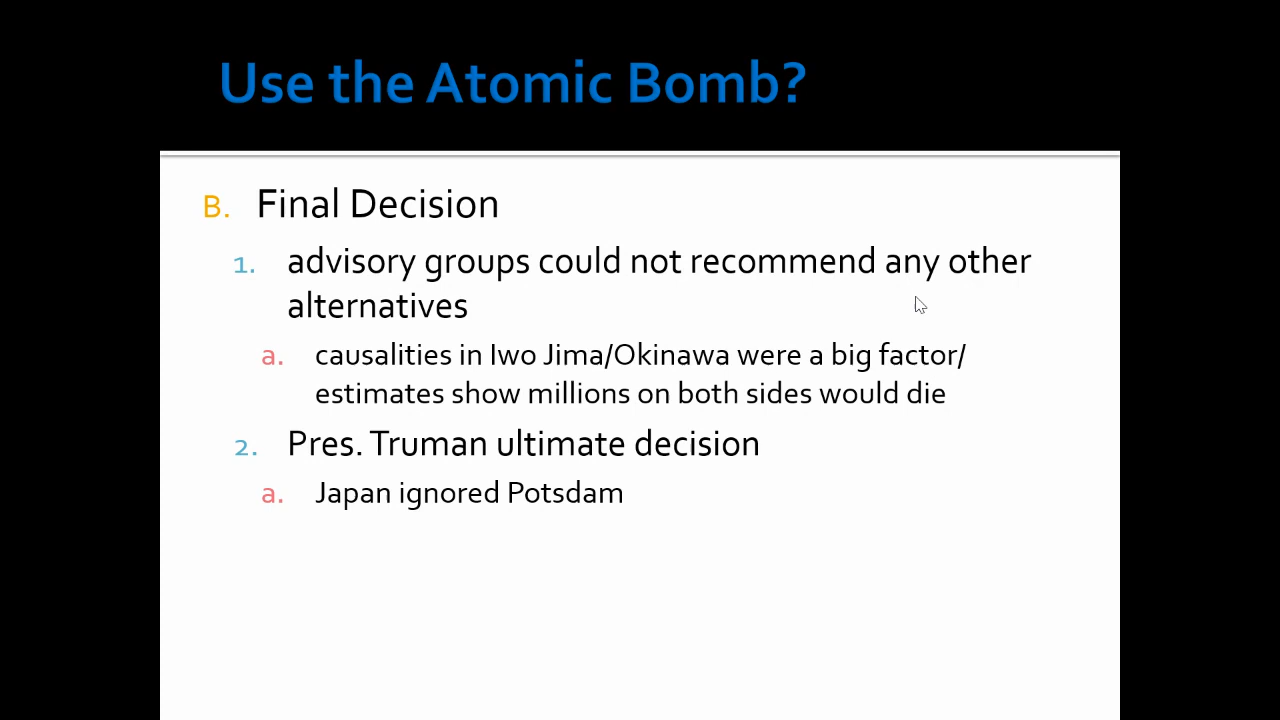 Use the Atomic Bomb?
B. Final Decision
1. advisory groups could not recommend any other
alternatives
a. causalities in Iwo Jima/Okinawa were a big factor/
estimates show millions on both sides would die
2. Pres. Truman ultimate decision
a. Japan ignored Potsdam